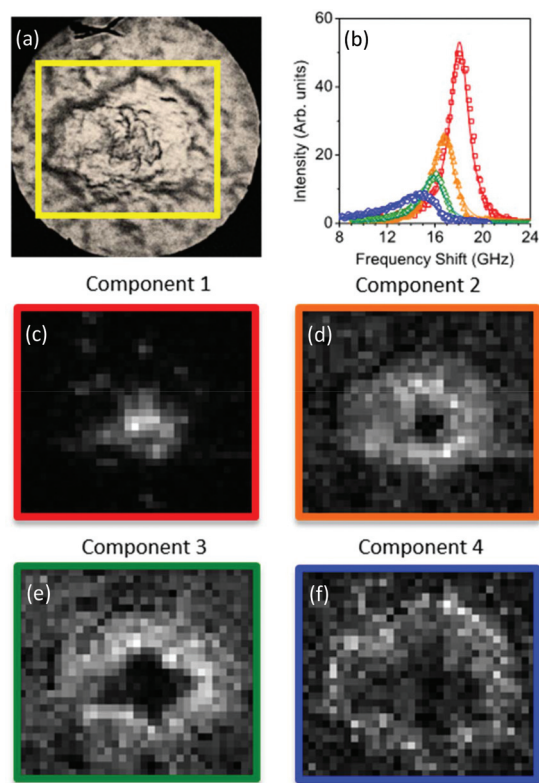 (a)
(b)
60
40
20
0
Intensity (Arb. units)
8 12 16 20 24
Frequency Shift (GHz)
Component 1
Component 2
(c)
(d)
Component 3
Component 4
(e)
(f)